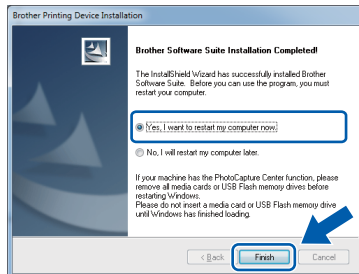 Brother Printing Device Installation
Brother Software Suite Installation Completed!
The InstallShield Wizard has successfully installed Brother
Software Suite. Before you can use the program, you must
restart your computer.
Yes, I want to restart my computer now.
No, I will restart my computer later.
If your machine has the PhotoCapture Center function, please
remove all media cards or USB Flash memory drives before
restarting Windows.
Please do not insert a media card or USB Flash memory drive
until Windows has finished loading.
< Back
Finish
Cancel